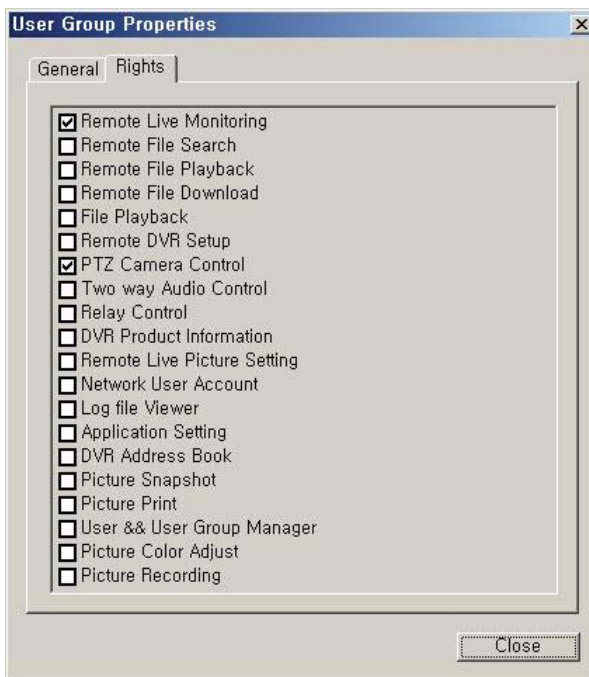 User Group Properties
General Rights
Remote Live Monitoring
Remote File Search
Remote File Playback
Remote File Download
File Playback
Remote DVR Setup
PTZ Camera Control
Two way Audio Control
Relay Control
DVR Product Information
Remote Live Picture Setting
Network User Account
Log file Viewer
Application Setting
DVR Address Book
Picture Snapshot
Picture Print
User && User Group Manager
Picture Color Adjust
Picture Recording
Close